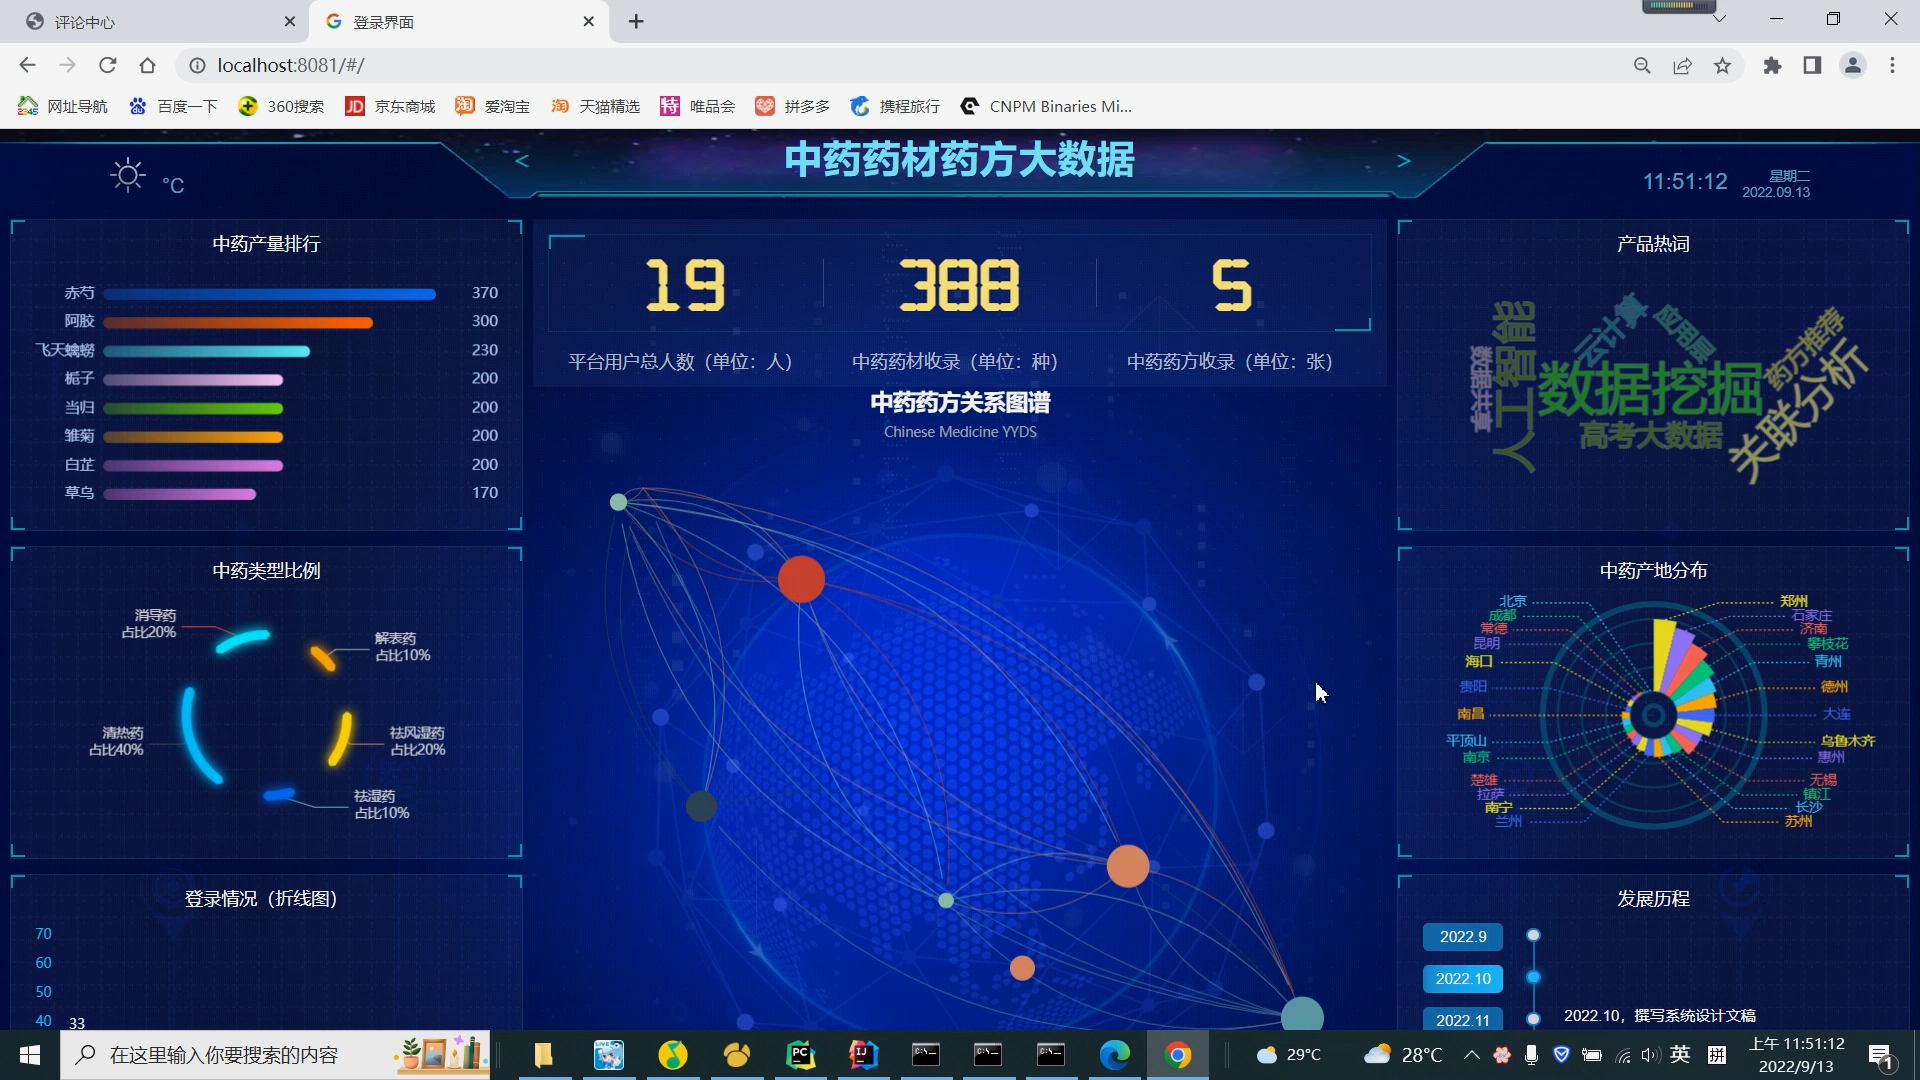 评论中心
登录界面
localhost:8081/#/
网址导航
百度一下
360搜索
京东商城
爱淘宝
天猫精选
唯品会
拼多多
携程旅行
CNPM Binaries Mi...
°C
<
中药药材药方大数据
>
11:51:12
星期二
2022.09.13
中药产量排行
赤芍 370
阿胶 300
飞天蠄蟧 230
栀子 200
当归 200
雏菊 200
白芷 200
草乌 170
中药类型比例
消导药
占比20%
解表药
占比10%
清热药
占比40%
祛风湿药
占比20%
祛湿药
占比10%
登录情况（折线图）
70
60
50
40
33
19
388
5
平台用户总人数（单位：人）
中药药材收录（单位：种）
中药药方收录（单位：张）
中药药方关系图谱
Chinese Medicine YYDS
产品热词
数据共享
人工智能
云计算
应用层
数据挖掘
高考大数据
药方推荐
关联分析
中药产地分布
北京
成都
常德
昆明
海口
贵阳
南昌
平顶山
南京
楚雄
拉萨
南宁
兰州
郑州
石家庄
济南
攀枝花
青州
德州
大连
乌鲁木齐
惠州
无锡
镇江
长沙
苏州
发展历程
2022.9
2022.10
2022.11
2022.10，撰写系统设计文稿
在这里输入你要搜索的内容
29°C
28°C
英
拼
上午 11:51:12
2022/9/13
1